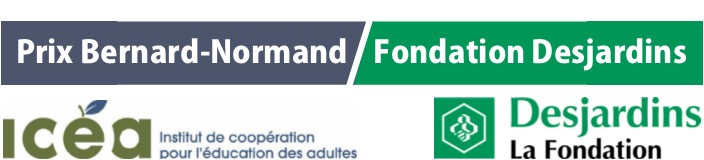 Prix Bernard-Normand / Fondation Desjardins
icéa Institut de coopération
pour l'éducation des adultes
Desjardins
La Fondation